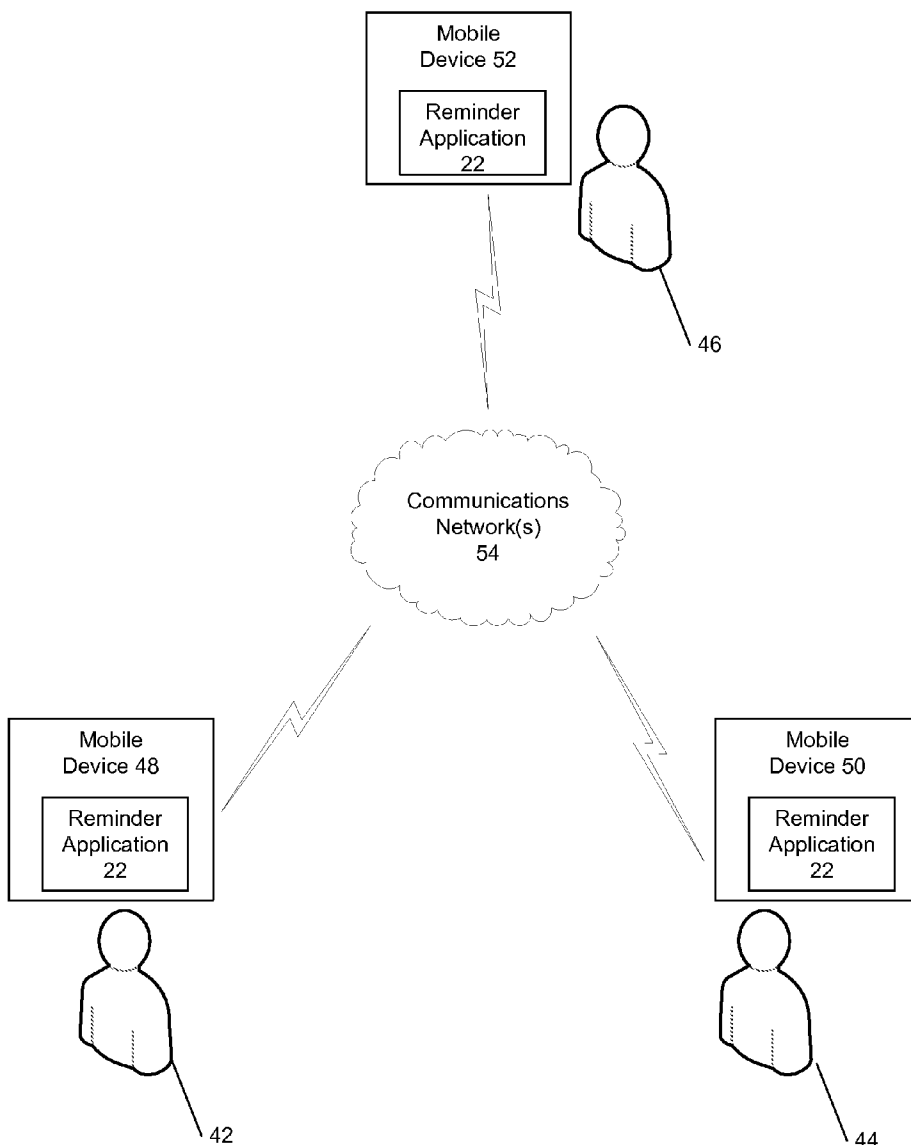 Mobile
Device 52
Reminder
Application
22
46
Communications
Network(s)
54
Mobile
Device 48
Reminder
Application
22
Mobile
Device 50
Reminder
Application
22
42
44